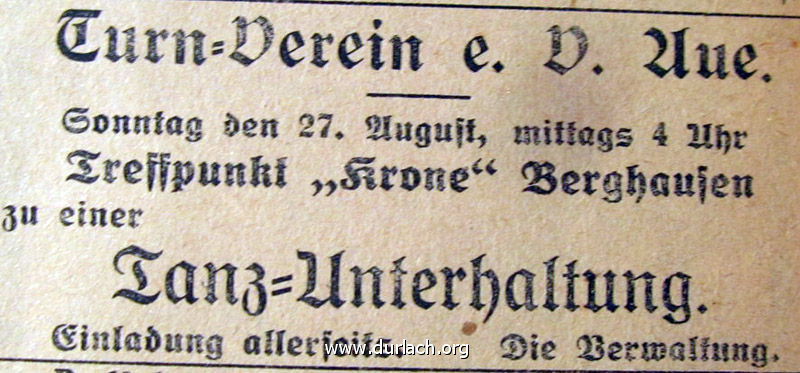 Turn=Verein e. V. Aue.
Sonntag den 27. August, mittags 4 Uhr
Treffpunkt „Krone“ Berghausen
zu einer
Tanz=Unterhaltung.
Einladung allerseits. Die Verwaltung.
www.durlach.org